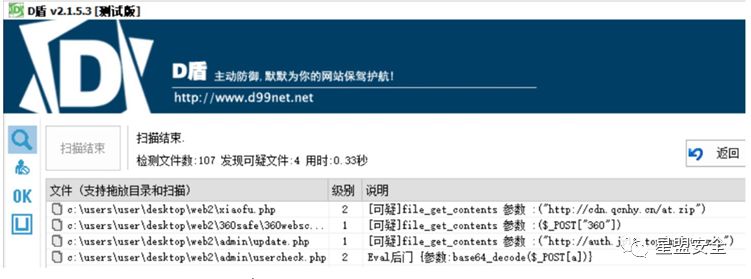 D盾 v2.1.5.3 [测试版]
D盾 主动防御,默默为你的网站保驾护航!
http://www.d99net.net
扫描结束
扫描结束.
检测文件数:107 发现可疑文件:4 用时:0.33秒
返回
OK
文件（支持拖放目录和扫描） 级别 说明
c:\users\user\desktop\web2\xiaofu.php 2 [可疑]file_get_contents 参数 :("http://cdn.qcnhy.cn/at.zip")
c:\users\user\desktop\web2\360safe\360websc... 1 [可疑]file_get_contents 参数 :($_POST["360"])
c:\users\user\desktop\web2\admin\update.php 1 [可疑]file_get_contents 参数 :("http://auth.j
c:\users\user\desktop\web2\admin\usercheck.php 2 Eval后门 {参数:base64_decode($_POST[a])}
星盟安全